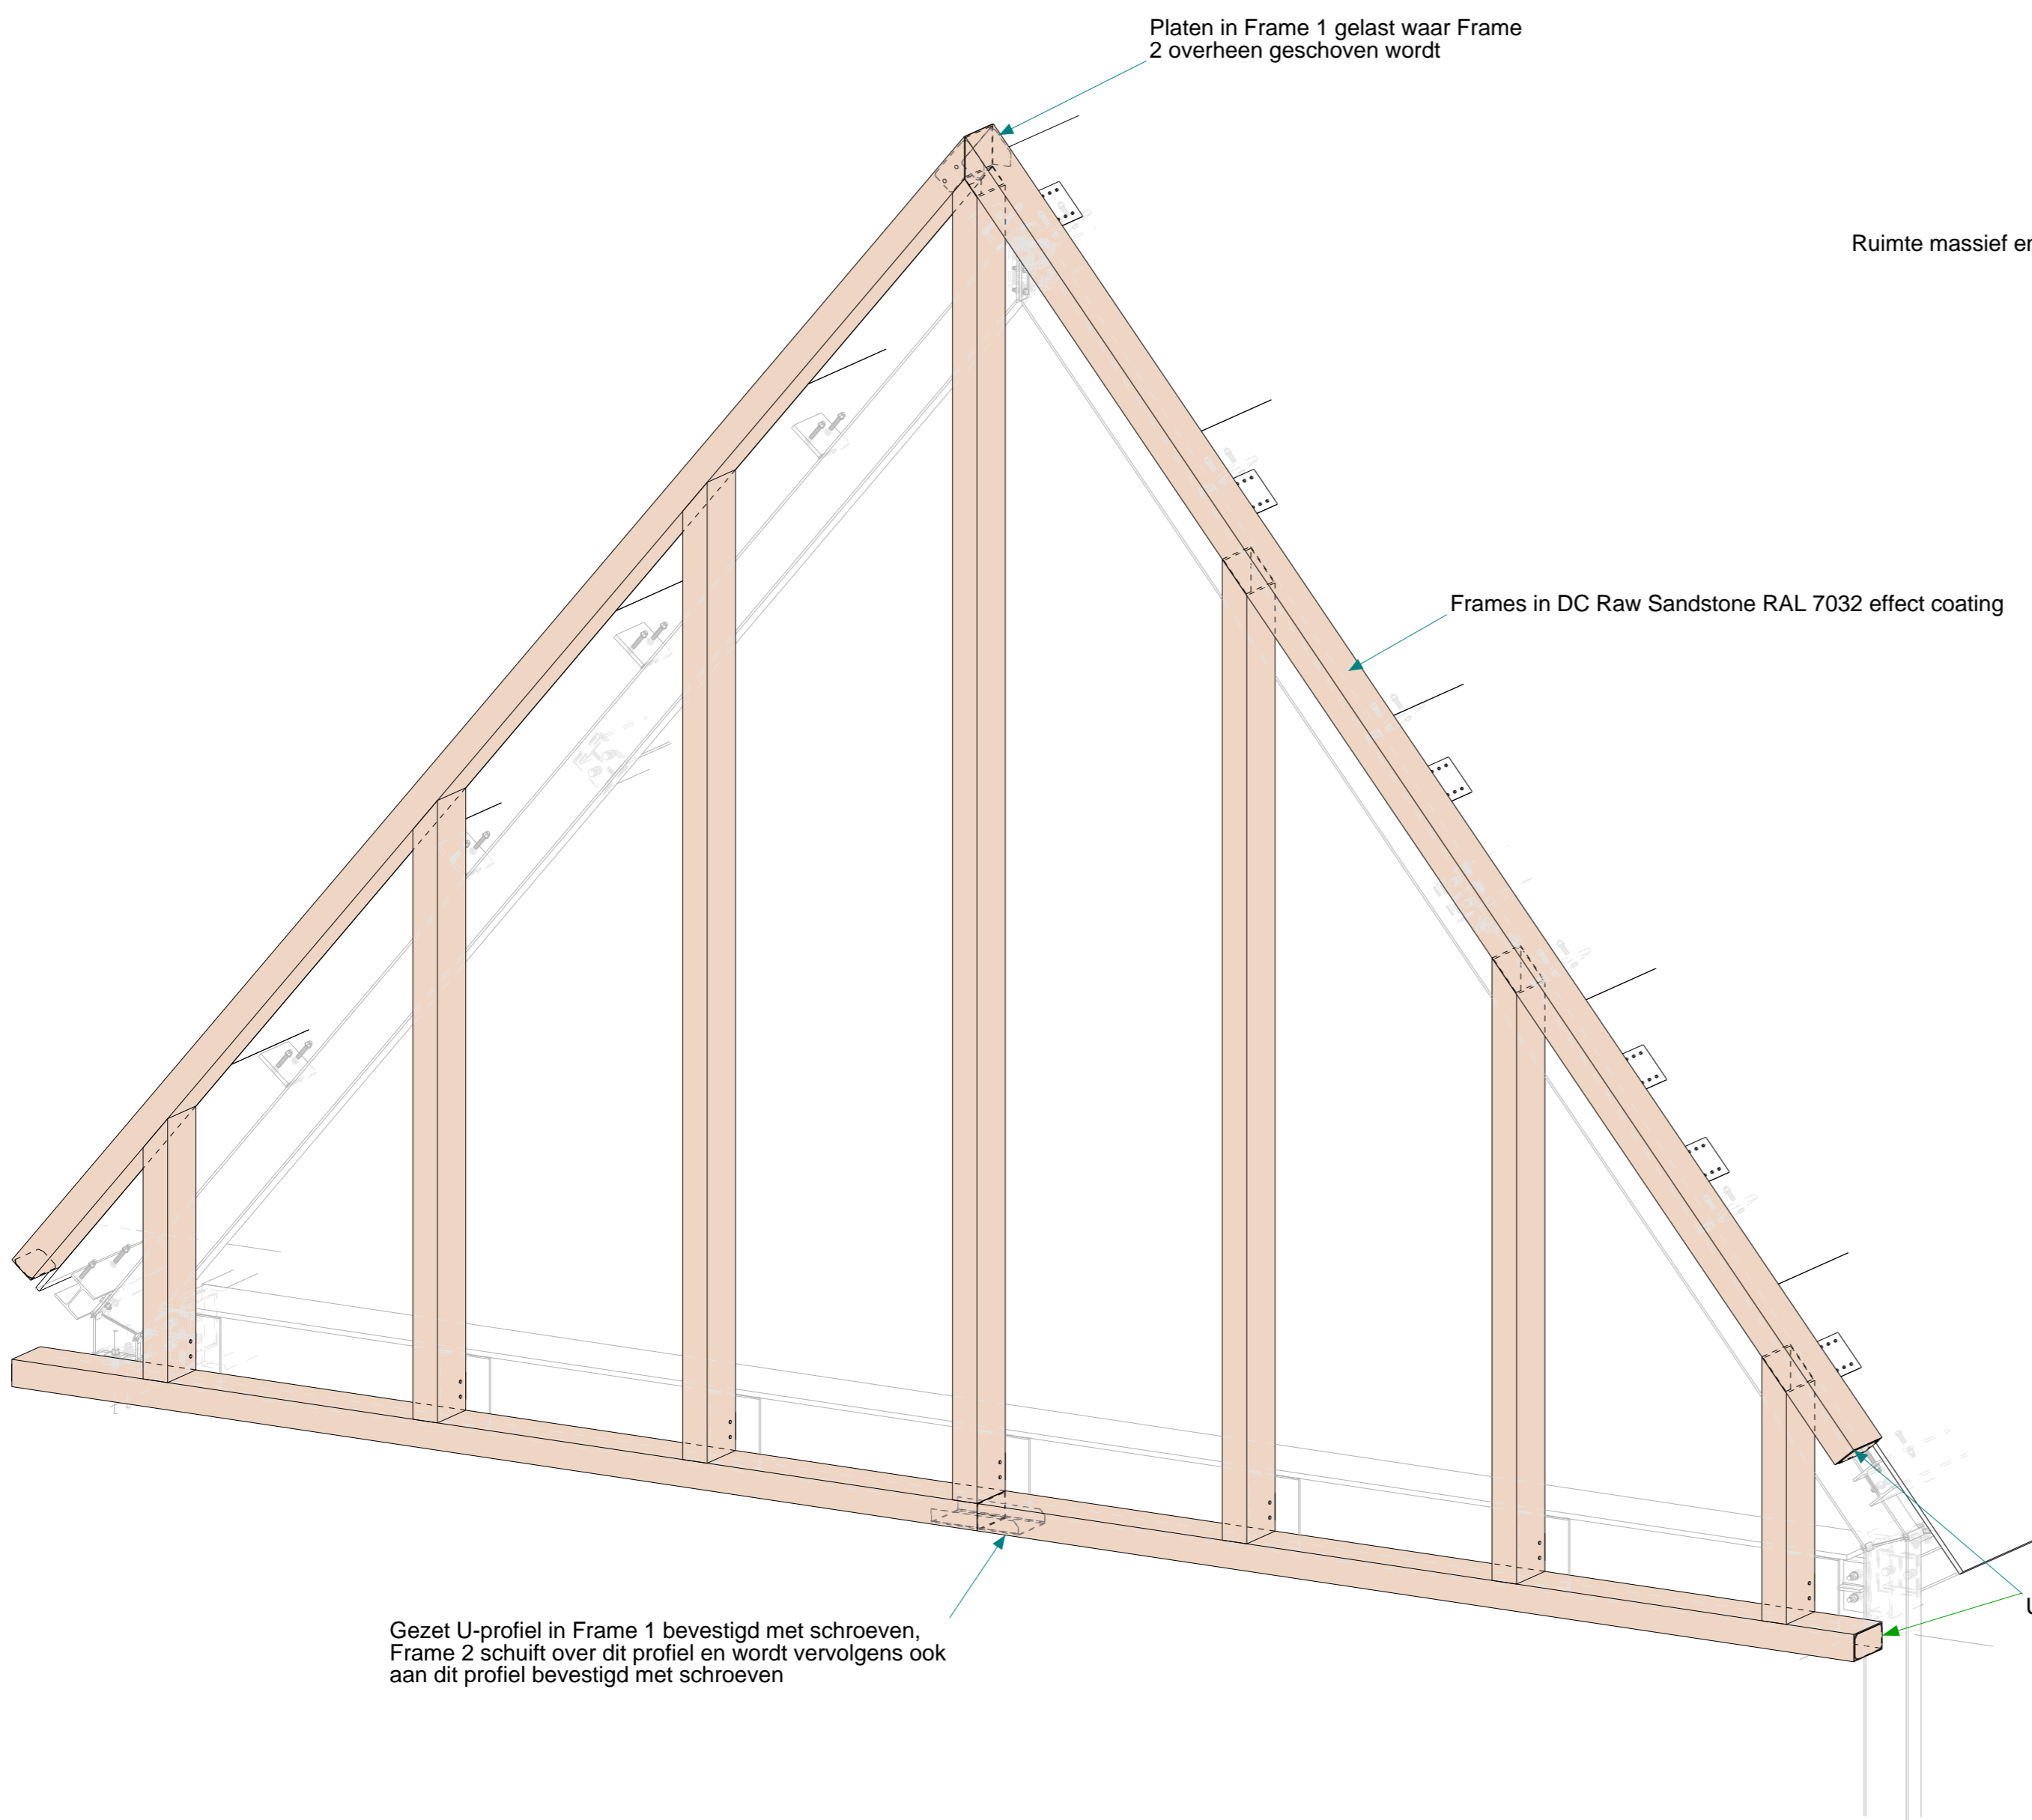 Platen in Frame 1 gelast waar Frame
2 overheen geschoven wordt
Ruimte massief
Frames in DC Raw Sandstone RAL 7032 effect coating
Gezet U-profiel in Frame 1 bevestigd met schroeven,
Frame 2 schuift over dit profiel en wordt vervolgens ook
aan dit profiel bevestigd met schroeven